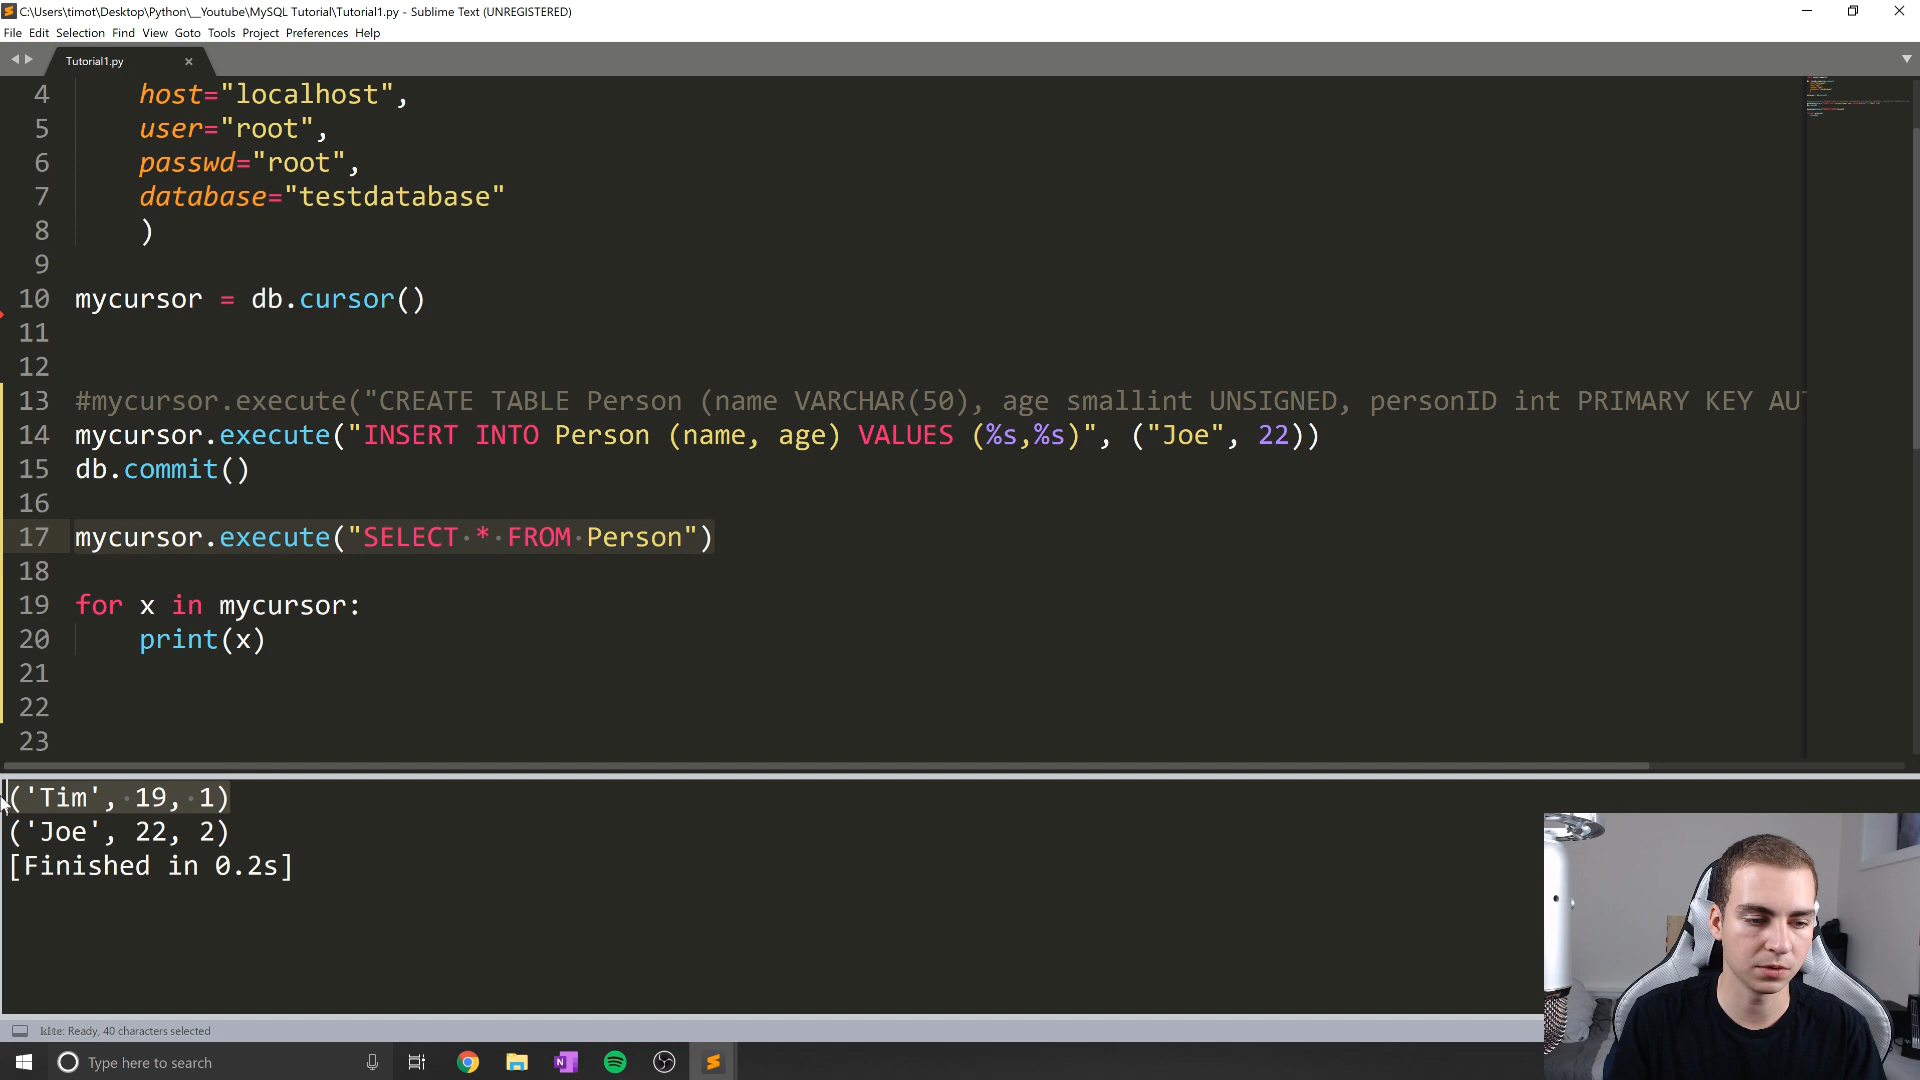 C:\Users\timot\Desktop\Python\__Youtube\MySQL Tutorial\Tutorial1.py - Sublime Text (UNREGISTERED)
File Edit Selection Find View Goto Tools Project Preferences Help
Tutorial1.py
4 host="localhost",
5 user="root",
6 passwd="root",
7 database="testdatabase"
8 )
9
10 mycursor = db.cursor()
11
12
13 #mycursor.execute("CREATE TABLE Person (name VARCHAR(50), age smallint UNSIGNED, personID int PRIMARY KEY AU
14 mycursor.execute("INSERT INTO Person (name, age) VALUES (%s,%s)", ("Joe", 22))
15 db.commit()
16
17 mycursor.execute("SELECT * FROM Person")
18
19 for x in mycursor:
20 print(x)
21
22
23
('Tim', 19, 1)
('Joe', 22, 2)
[Finished in 0.2s]
Ready, 40 characters selected
Type here to search